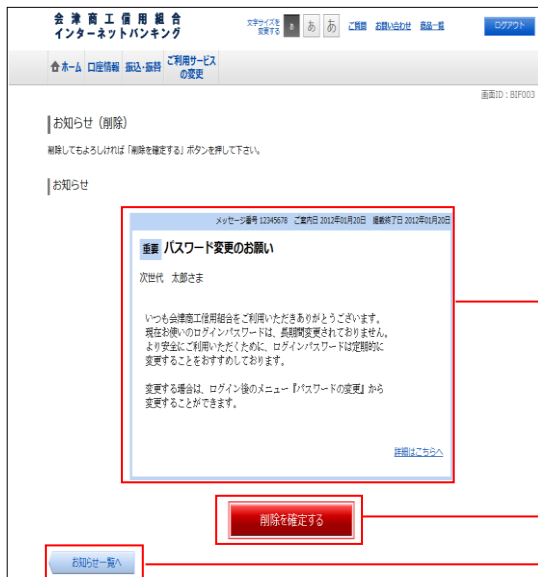 会津商工信用組合
インターネットバンキング
文字サイズを変更する あ あ あ ご質問 お問い合わせ 商品一覧 ログアウト
ホーム 口座情報 振込・振替 ご利用サービスの変更
画面ID：BIF003
お知らせ（削除）
削除してもよろしければ「削除を確定する」ボタンを押して下さい。
お知らせ
メッセージ番号 12345678 ご案内日 2012年01月20日 掲載終了日 2012年01月20日
重要 パスワード変更のお願い
次世代 太郎さま
いつも会津商工信用組合をご利用いただきありがとうございます。
現在お使いのログインパスワードは、長期間変更されておりません。
より安全にご利用いただくために、ログインパスワードは定期的に
変更することをおすすめしております。
変更する場合は、ログイン後のメニュー『パスワードの変更』から
変更することができます。
詳細はこちらへ
削除を確定する
お知らせ一覧へ